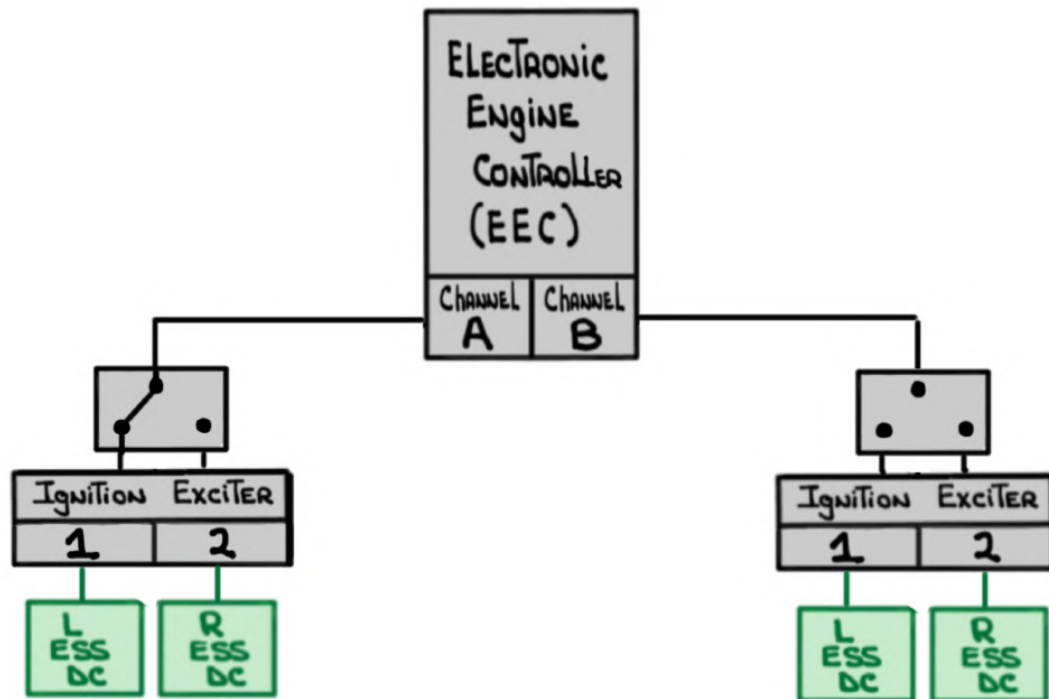 Electronic
Engine
Controller
(EEC)
Channel
A
Channel
B
Ignition Exciter
1 2
L
ESS
DC
R
ESS
DC
Ignition Exciter
1 2
L
ESS
DC
R
ESS
DC